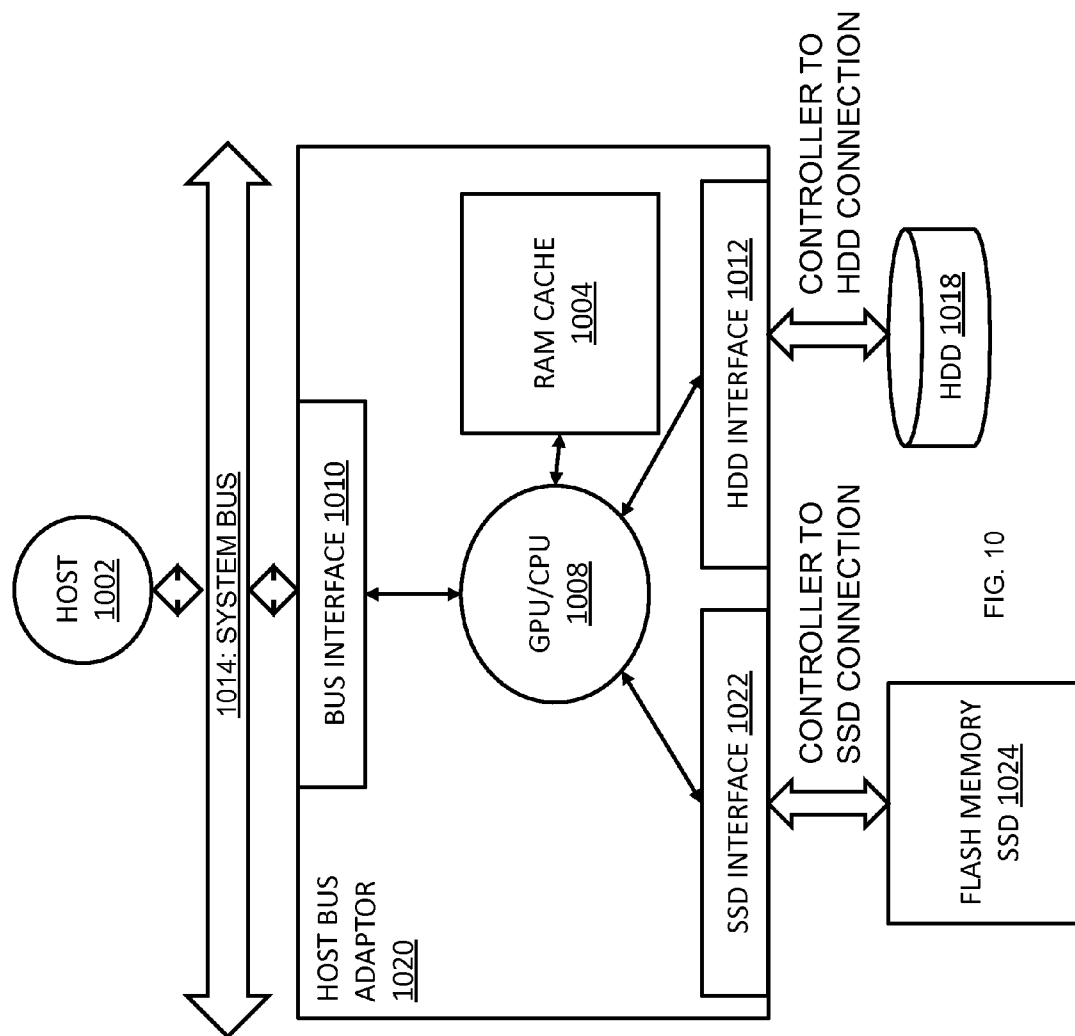 HOST
1002
1014: SYSTEM BUS
BUS INTERFACE 1010
HOST BUS
ADAPTOR
1020
GPU/CPU
1008
RAM CACHE
1004
SSD INTERFACE 1022
HDD INTERFACE 1012
CONTROLLER TO
SSD CONNECTION
CONTROLLER TO
HDD CONNECTION
FLASH MEMORY
SSD 1024
HDD 1018
FIG. 10